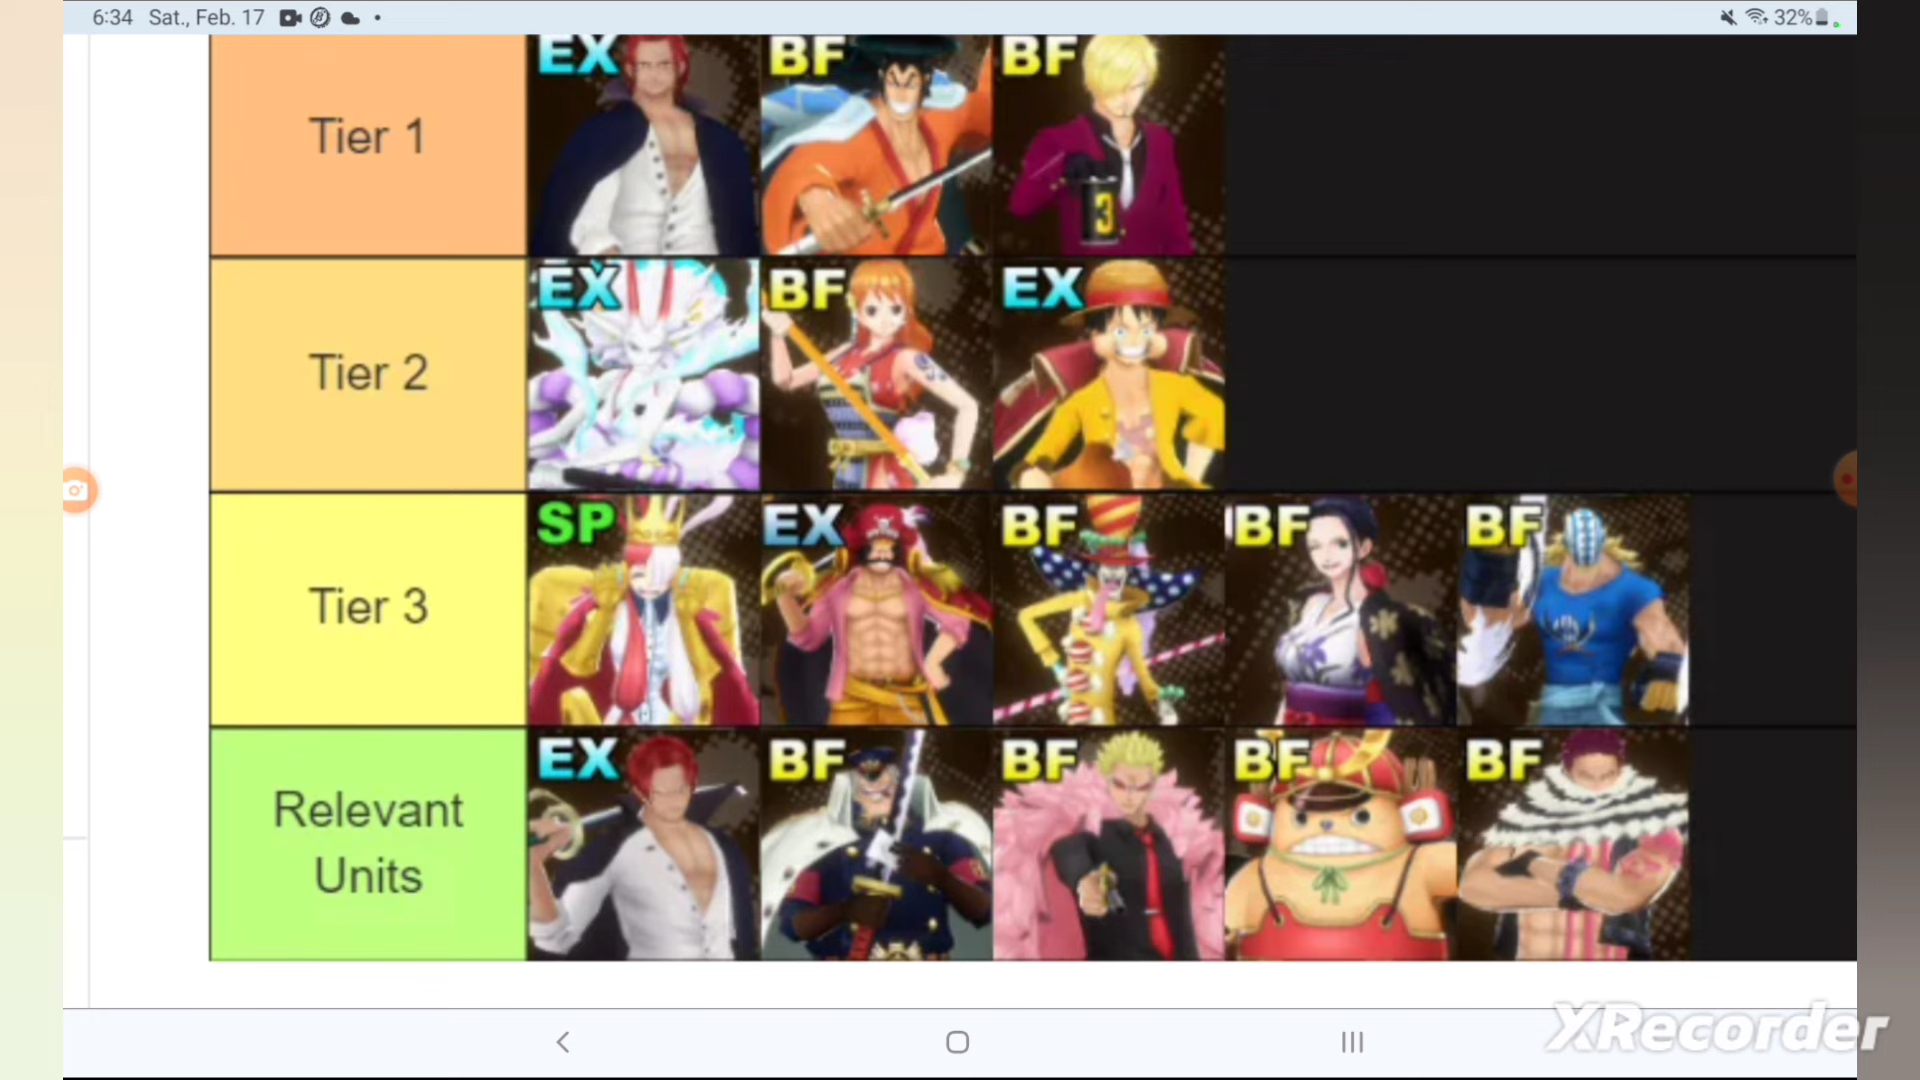 6:34 Sat., Feb. 17
32%
EX BF BF
Tier 1
3
EX BF EX
Tier 2
SP EX BF BF BF
Tier 3
EX BF BF BF BF
Relevant
Units
XRecorder